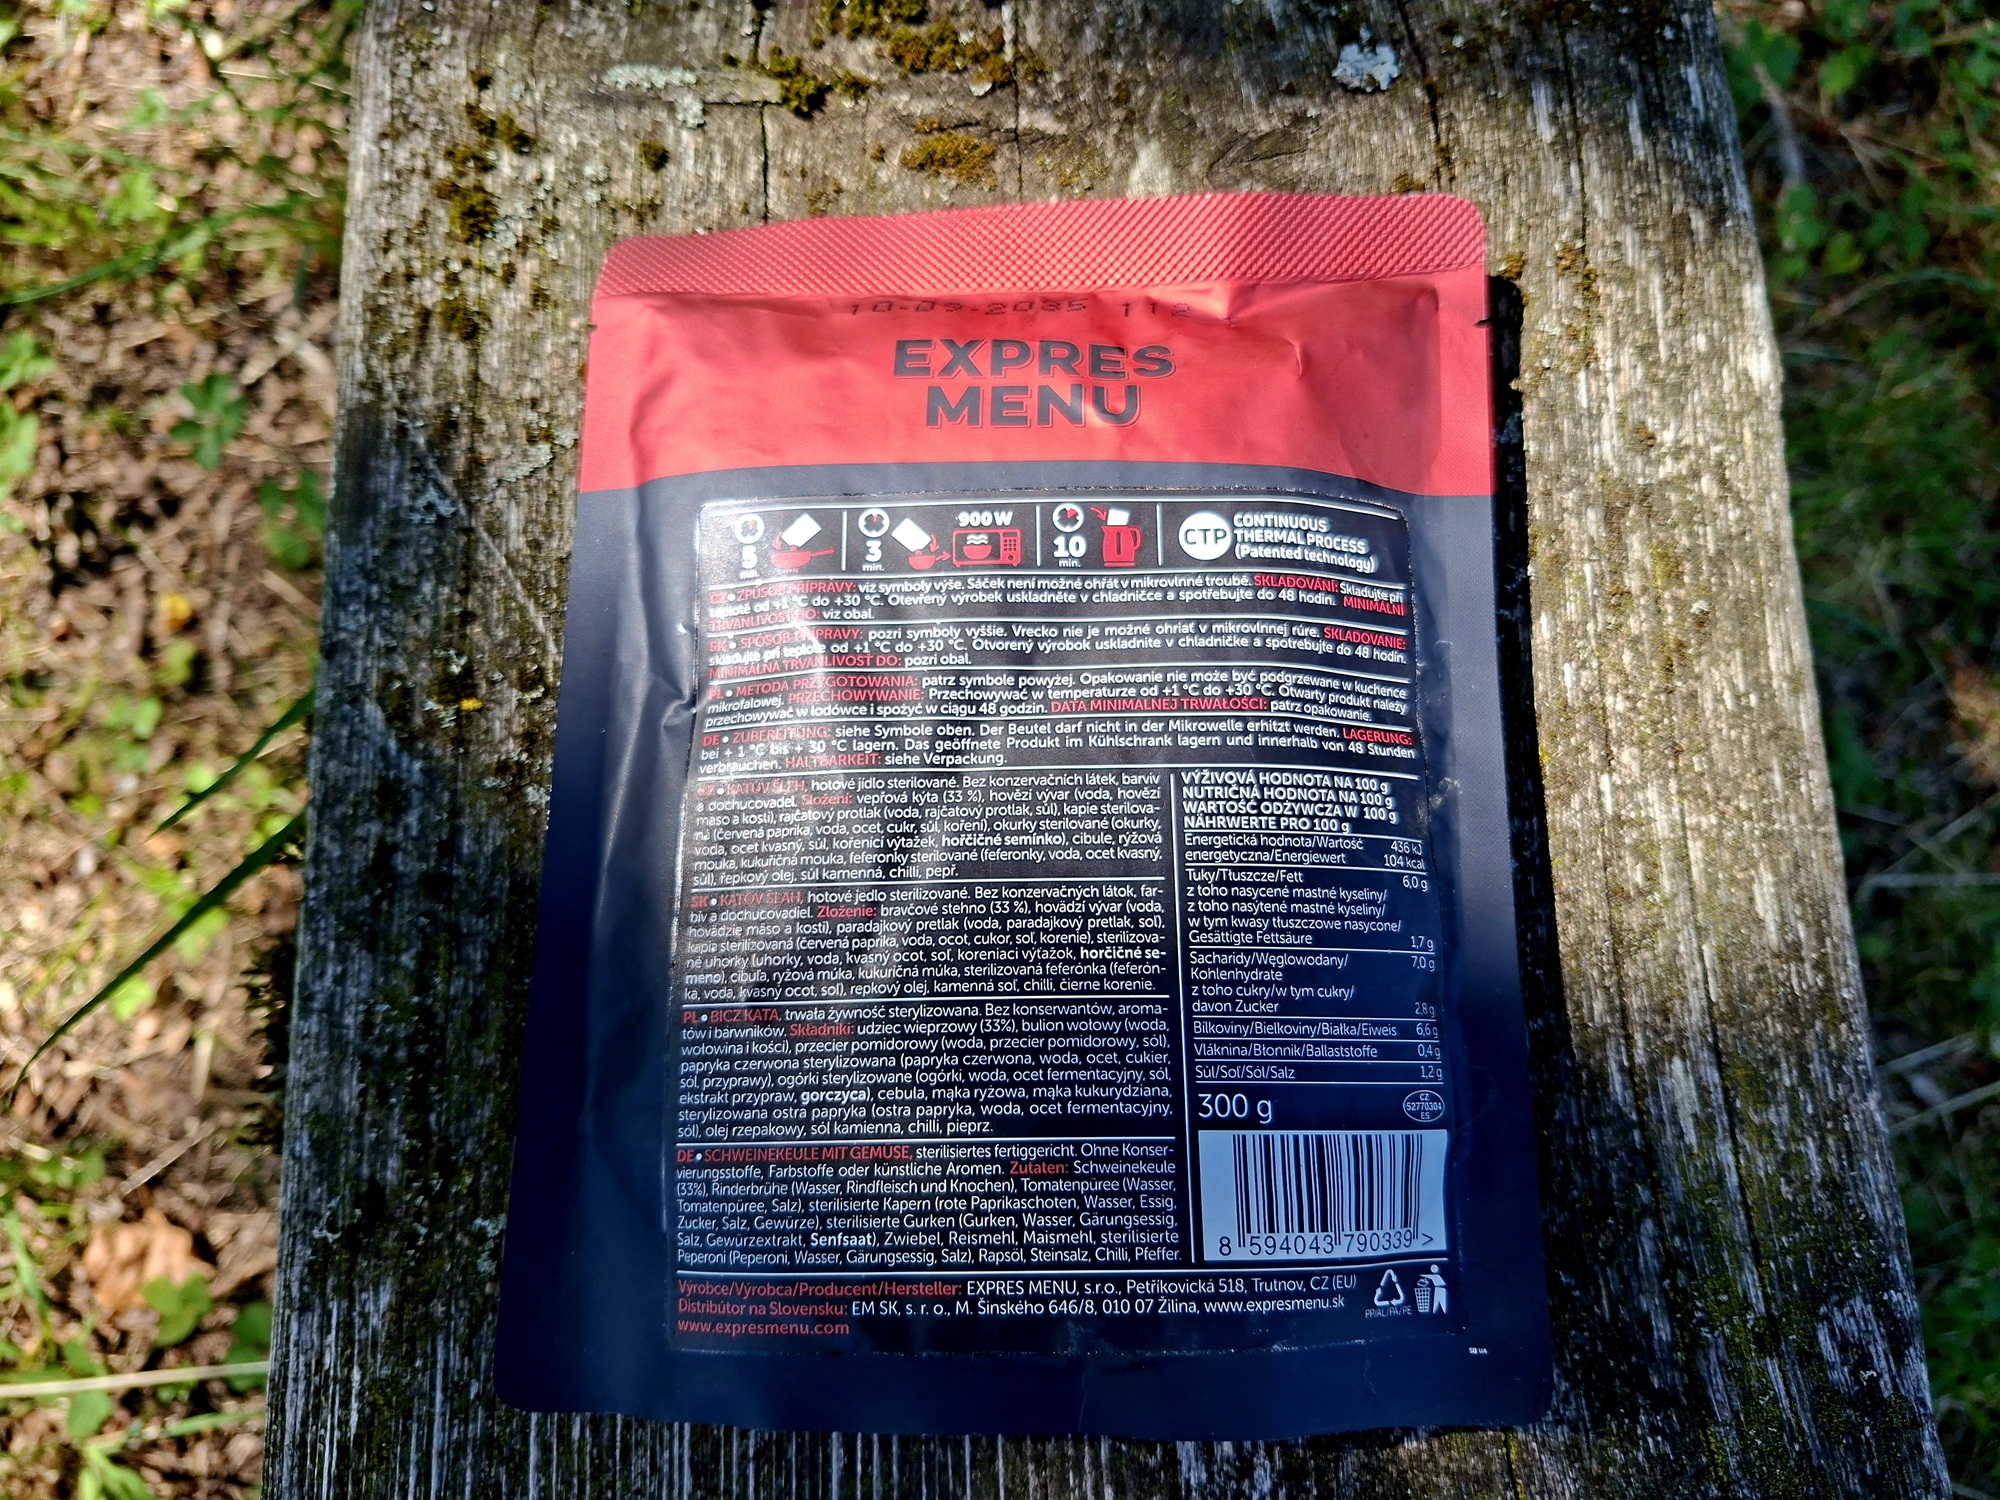 10-09-2025 112
EXPRES
MENU
5 min.
3 min.
900 W
10 min.
CTP
CONTINUOUS
THERMAL PROCESS
(Patented technology)
CZ • ZPŮSOB PŘÍPRAVY: viz symboly výše. Sáček není možné ohřát v mikrovlnné troubě. SKLADOVÁNÍ: Skladujte při
teplotě od +1 °C do +30 °C. Otevřený výrobek uskladněte v chladničce a spotřebujte do 48 hodin. MINIMÁLNÍ
TRVANLIVOST DO: viz obal.
SK • SPÔSOB PRÍPRAVY: pozri symboly vyššie. Vrecko nie je možné ohriať v mikrovlnnej rúre. SKLADOVANIE:
skladujte pri teplote od +1 °C do +30 °C. Otvorený výrobok uskladnite v chladničke a spotrebujte do 48 hodín.
MINIMÁLNA TRVANLIVOSŤ DO: pozri obal.
PL • METODA PRZYGOTOWANIA: patrz symbole powyżej. Opakowanie nie może być podgrzewane w kuchence
mikrofalowej. PRZECHOWYWANIE: Przechowywać w temperaturze od +1 °C do +30 °C. Otwarty produkt należy
przechowywać w lodówce i spożyć w ciągu 48 godzin. DATA MINIMALNEJ TRWAŁOŚCI: patrz opakowanie.
DE • ZUBEREITUNG: siehe Symbole oben. Der Beutel darf nicht in der Mikrowelle erhitzt werden. LAGERUNG:
bei + 1 °C bis + 30 °C lagern. Das geöffnete Produkt im Kühlschrank lagern und innerhalb von 48 Stunden
verbrauchen. HALTBARKEIT: siehe Verpackung.
CZ • KATŮV ŠLEH, hotové jídlo sterilované. Bez konzervačních látek, barviv
a dochucovadel. Složení: vepřová kýta (33 %), hovězí vývar (voda, hovězí
maso a kosti), rajčatový protlak (voda, rajčatový protlak, sůl), kapie sterilova-
ná (červená paprika, voda, ocet, cukr, sůl, koření), okurky sterilované (okurky,
voda, ocet kvasný, sůl, kořenicí výtažek, hořčičné semínko), cibule, rýžová
mouka, kukuřičná mouka, feferonky sterilované (feferonky, voda, ocet kvasný,
sůl), řepkový olej, sůl kamenná, chilli, pepř.
SK • KATOV ŠĽAH, hotové jedlo sterilizované. Bez konzervačných látok, far-
bív a dochucovadiel. Zloženie: bravčové stehno (33 %), hovädzí vývar (voda,
hovädzie mäso a kosti), paradajkový pretlak (voda, paradajkový pretlak, soľ),
kapia sterilizovaná (červená paprika, voda, ocot, cukor, soľ, korenie), sterilizova-
né uhorky (uhorky, voda, kvasný ocot, soľ, koreniaci výťažok, horčičné se-
meno), cibuľa, ryžová múka, kukuričná múka, sterilizovaná feferónka (feferón-
ka, voda, kvasný ocot, soľ), repkový olej, kamenná soľ, chilli, čierne korenie.
PL • BICZ KATA, trwała żywność sterylizowana. Bez konserwantów, aroma-
tów i barwników. Składniki: udziec wieprzowy (33%), bulion wołowy (woda,
wołowina i kości), przecier pomidorowy (woda, przecier pomidorowy, sól),
papryka czerwona sterylizowana (papryka czerwona, woda, ocet, cukier,
sól, przyprawy), ogórki sterylizowane (ogórki, woda, ocet fermentacyjny, sól,
ekstrakt przypraw, gorczyca), cebula, mąka ryżowa, mąka kukurydziana,
sterylizowana ostra papryka (ostra papryka, woda, ocet fermentacyjny,
sól), olej rzepakowy, sól kamienna, chilli, pieprz.
DE • SCHWEINEKEULE MIT GEMÜSE, sterilisiertes fertiggericht. Ohne Konser-
vierungsstoffe, Farbstoffe oder künstliche Aromen. Zutaten: Schweinekeule
(33%), Rinderbrühe (Wasser, Rindfleisch und Knochen), Tomatenpüree (Wasser,
Tomatenpüree, Salz), sterilisierte Kapern (rote Paprikaschoten, Wasser, Essig,
Zucker, Salz, Gewürze), sterilisierte Gurken (Gurken, Wasser, Gärungsessig,
Salz, Gewürzextrakt, Senfsaat), Zwiebel, Reismehl, Maismehl, sterilisierte
Peperoni (Peperoni, Wasser, Gärungsessig, Salz), Rapsöl, Steinsalz, Chilli, Pfeffer.
VÝŽIVOVÁ HODNOTA NA 100 g
NUTRIČNÁ HODNOTA NA 100 g
WARTOŚĆ ODŻYWCZA W 100 g
NÄHRWERTE PRO 100 g
Energetická hodnota/Wartość 436 kJ
energetyczna/Energiewert 104 kcal
Tuky/Tłuszcze/Fett 6,0 g
z toho nasycené mastné kyseliny/
z toho nasýtené mastné kyseliny/
w tym kwasy tłuszczowe nasycone/
Gesättigte Fettsäure 1,7 g
Sacharidy/Węglowodany/ 7,0 g
Kohlenhydrate
z toho cukry/w tym cukry/
davon Zucker 2,8 g
Bílkoviny/Bielkoviny/Białka/Eiweis 6,6 g
Vláknina/Błonnik/Ballaststoffe 0,4 g
Sůl/Soľ/Sól/Salz 1,2 g
300 g
CZ
52770304
ES
8 594043 790339 >
Výrobce/Výrobca/Producent/Hersteller: EXPRES MENU, s.r.o., Petříkovická 518, Trutnov, CZ (EU)
Distribútor na Slovensku: EM SK, s. r. o., M. Šinského 646/8, 010 07 Žilina, www.expresmenu.sk
www.expresmenu.com
PP/AL/PA/PE